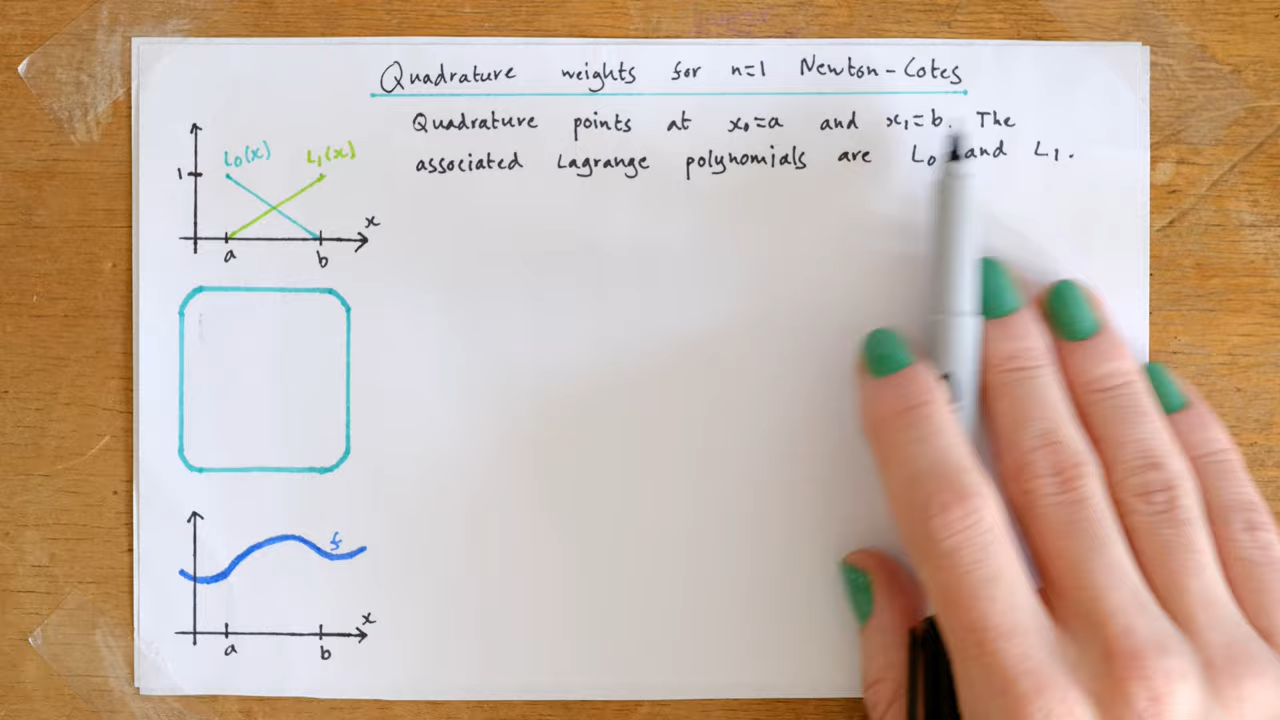 Quadrature weights for n=1 Newton-Cotes
Quadrature points at x₀=a and x₁=b. The
associated Lagrange polynomials are L₀ and L₁.
L₀(x) L₁(x)
1
x
a b
f
x
a b